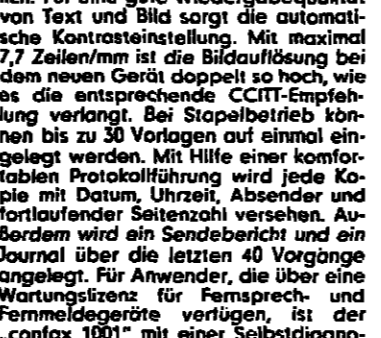 von Text und Bild sorgt die automati-
sche Kontrasteinstellung. Mit maximal
7,7 Zeilen/mm ist die Bildauflösung bei
dem neuen Gerät doppelt so hoch, wie
es die entsprechende CCITT-Empfeh-
lung verlangt. Bei Stapelbetrieb kön-
nen bis zu 30 Vorlagen auf einmal ein-
gelegt werden. Mit Hilfe einer komfor-
tablen Protokollführung wird jede Ko-
pie mit Datum, Uhrzeit, Absender und
fortlaufender Seitenzahl versehen. Au-
ßerdem wird ein Sendebericht und ein
Journal über die letzten 40 Vorgänge
angelegt. Für Anwender, die über eine
Wartungslizenz für Fernsprech- und
Fernmeldegeräte verfügen, ist der
„confax 1001" mit einer Selbstdiagno-